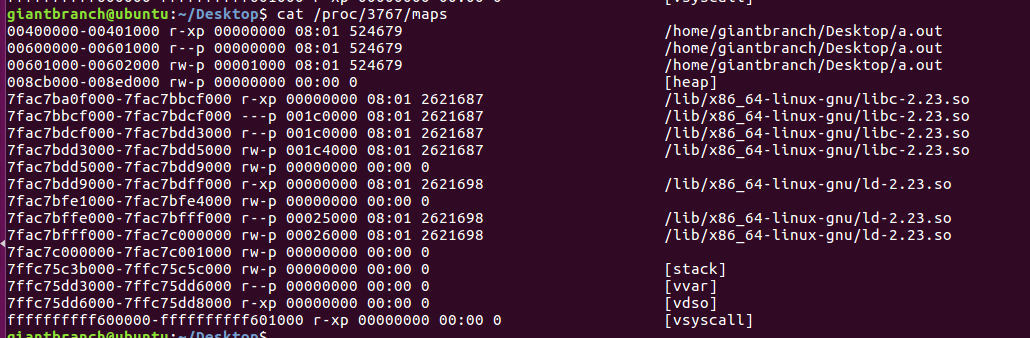 giantbranch@ubuntu:~/Desktop$ cat /proc/3767/maps
00400000-00401000 r-xp 00000000 08:01 524679 /home/giantbranch/Desktop/a.out
00600000-00601000 r--p 00000000 08:01 524679 /home/giantbranch/Desktop/a.out
00601000-00602000 rw-p 00001000 08:01 524679 /home/giantbranch/Desktop/a.out
008cb000-008ed000 rw-p 00000000 00:00 0 [heap]
7fac7ba0f000-7fac7bbcf000 r-xp 00000000 08:01 2621687 /lib/x86_64-linux-gnu/libc-2.23.so
7fac7bbcf000-7fac7bdcf000 ---p 001c0000 08:01 2621687 /lib/x86_64-linux-gnu/libc-2.23.so
7fac7bdcf000-7fac7bdd3000 r--p 001c0000 08:01 2621687 /lib/x86_64-linux-gnu/libc-2.23.so
7fac7bdd3000-7fac7bdd5000 rw-p 001c4000 08:01 2621687 /lib/x86_64-linux-gnu/libc-2.23.so
7fac7bdd5000-7fac7bdd9000 rw-p 00000000 00:00 0
7fac7bdd9000-7fac7bdff000 r-xp 00000000 08:01 2621698 /lib/x86_64-linux-gnu/ld-2.23.so
7fac7bfe1000-7fac7bfe4000 rw-p 00000000 00:00 0
7fac7bffe000-7fac7bfff000 r--p 00025000 08:01 2621698 /lib/x86_64-linux-gnu/ld-2.23.so
7fac7bfff000-7fac7c000000 rw-p 00026000 08:01 2621698 /lib/x86_64-linux-gnu/ld-2.23.so
7fac7c000000-7fac7c001000 rw-p 00000000 00:00 0
7ffc75c3b000-7ffc75c5c000 rw-p 00000000 00:00 0 [stack]
7ffc75dd3000-7ffc75dd6000 r--p 00000000 00:00 0 [vvar]
7ffc75dd6000-7ffc75dd8000 r-xp 00000000 00:00 0 [vdso]
ffffffffff600000-ffffffffff601000 r-xp 00000000 00:00 0 [vsyscall]
giantbranch@ubuntu:~/Desktop$